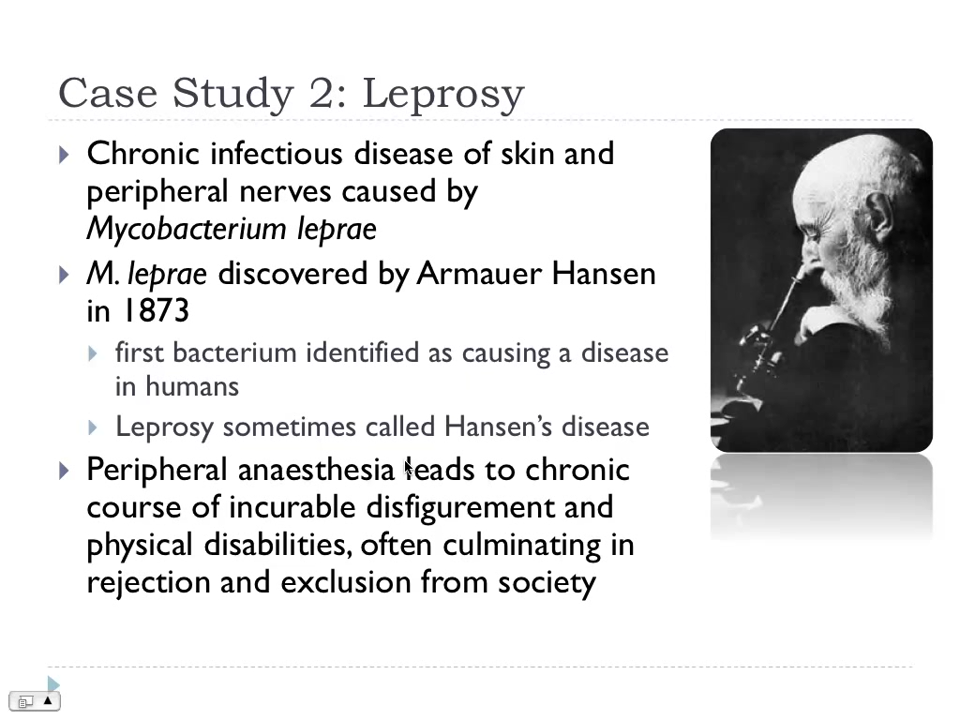 Case Study 2: Leprosy
Chronic infectious disease of skin and
peripheral nerves caused by
Mycobacterium leprae
M. leprae discovered by Armauer Hansen
in 1873
first bacterium identified as causing a disease
in humans
Leprosy sometimes called Hansen’s disease
Peripheral anaesthesia leads to chronic
course of incurable disfigurement and
physical disabilities, often culminating in
rejection and exclusion from society